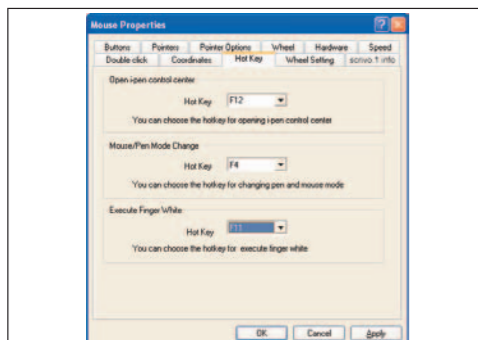 Mouse Properties
Buttons Pointers Pointer Options Wheel Hardware Speed
Double click Coordinates Hot Key Wheel Setting
Open i-pen control center
Hot Key F12
You can choose the hotkey for opening i-pen control center
Mouse/Pen Mode Change
Hot Key F4
You can choose the hotkey for changing pen and mouse mode
Execute Finger White
Hot Key F11
You can choose the hotkey for execute finger white
OK Cancel Apply